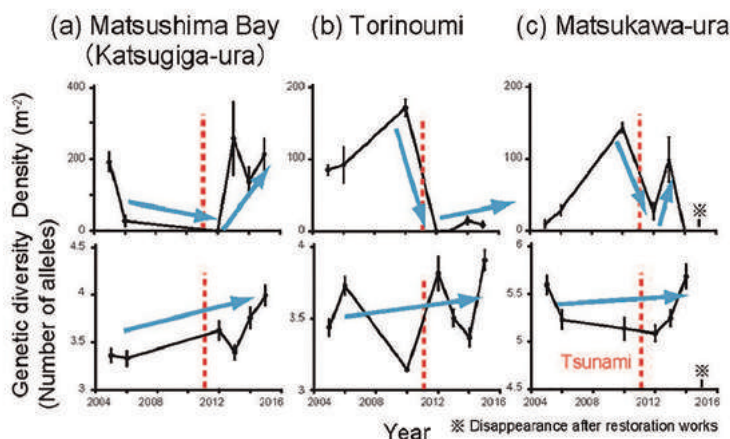 (a) Matsushima Bay
(Katsugiga-ura)
(b) Torinoumi
(c) Matsukawa-ura
Density (m⁻²)
400
200
0
200
100
0
200
100
0
※
Genetic diversity
(Number of alleles)
4.5
4
3.5
3
4
3.5
3
6
5.5
5
4.5
Tsunami
※
2004 2008 2012 2016
2004 2008 2012 2016
2004 2008 2012 2016
Year
※ Disappearance after restoration works